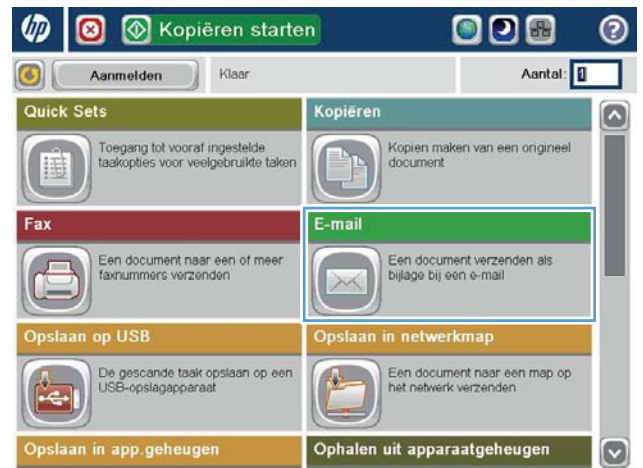 hp
Kopiëren starten
?
Aanmelden
Klaar
Aantal: 1
Quick Sets
Toegang tot vooraf ingestelde
taakopties voor veelgebruikte taken
Kopiëren
Kopien maken van een origineel
document
Fax
Een document naar een of meer
faxnummers verzenden
E-mail
Een document verzenden als
bijlage bij een e-mail
Opslaan op USB
De gescande taak opslaan op een
USB-opslagapparaat
Opslaan in netwerkmap
Een document naar een map op
het netwerk verzenden
Opslaan in app.geheugen
Ophalen uit apparaatgeheugen